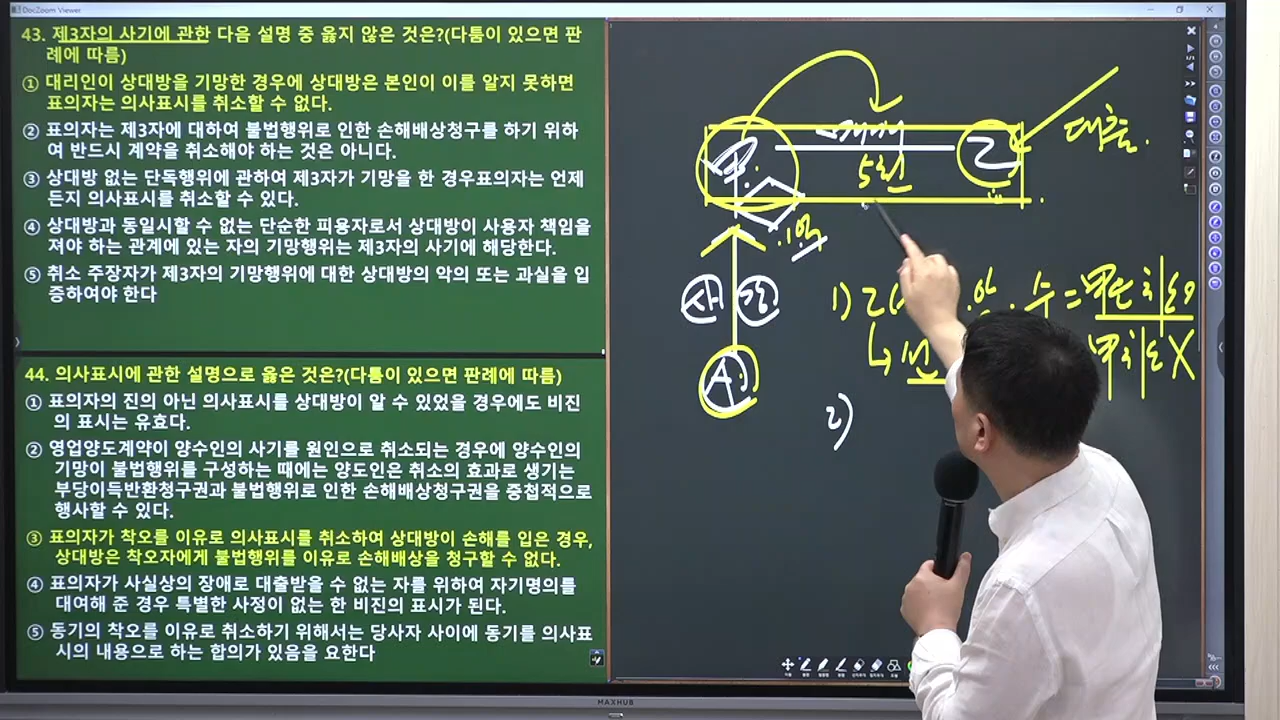 DocZoom Viewer
43. 제3자의 사기에 관한 다음 설명 중 옳지 않은 것은?(다툼이 있으면 판
례에 따름)
① 대리인이 상대방을 기망한 경우에 상대방은 본인이 이를 알지 못하면
표의자는 의사표시를 취소할 수 없다.
② 표의자는 제3자에 대하여 불법행위로 인한 손해배상청구를 하기 위하
여 반드시 계약을 취소해야 하는 것은 아니다.
③ 상대방 없는 단독행위에 관하여 제3자가 기망을 한 경우표의자는 언제
든지 의사표시를 취소할 수 있다.
④ 상대방과 동일시할 수 없는 단순한 피용자로서 상대방이 사용자 책임을
져야 하는 관계에 있는 자의 기망행위는 제3자의 사기에 해당한다.
⑤ 취소 주장자가 제3자의 기망행위에 대한 상대방의 악의 또는 과실을 입
증하여야 한다
44. 의사표시에 관한 설명으로 옳은 것은?(다툼이 있으면 판례에 따름)
① 표의자의 진의 아닌 의사표시를 상대방이 알 수 있었을 경우에도 비진
의 표시는 유효다.
② 영업양도계약이 양수인의 사기를 원인으로 취소되는 경우에 양수인의
기망이 불법행위를 구성하는 때에는 양도인은 취소의 효과로 생기는
부당이득반환청구권과 불법행위로 인한 손해배상청구권을 중첩적으로
행사할 수 있다.
③ 표의자가 착오를 이유로 의사표시를 취소하여 상대방이 손해를 입은 경우,
상대방은 착오자에게 불법행위를 이유로 손해배상을 청구할 수 없다.
④ 표의자가 사실상의 장애로 대출받을 수 없는 자를 위하여 자기명의를
대여해 준 경우 특별한 사정이 없는 한 비진의 표시가 된다.
⑤ 동기의 착오를 이유로 취소하기 위해서는 당사자 사이에 동기를 의사표
시의 내용으로 하는 합의가 있음을 요한다
매매
乙
대출.
5천
1억
사 강
A
1) 乙 알 수 =
선 X
2)
MAXHUB